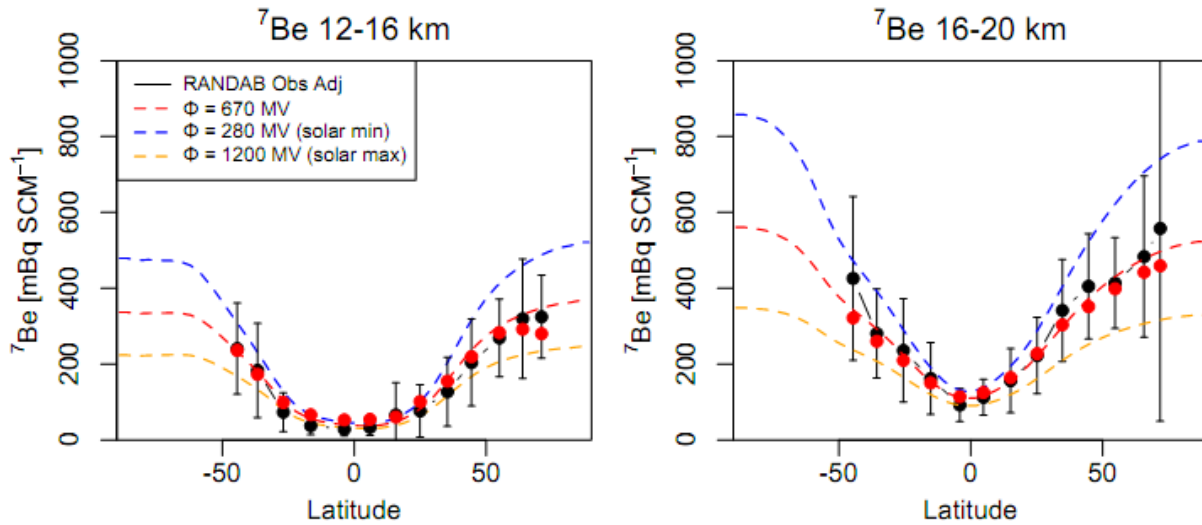 ⁷Be 12-16 km
⁷Be [mBq SCM⁻¹]
1000
800
600
400
200
0
RANDAB Obs Adj
Φ = 670 MV
Φ = 280 MV (solar min)
Φ = 1200 MV (solar max)
-50
0
50
Latitude
⁷Be 16-20 km
⁷Be [mBq SCM⁻¹]
1000
800
600
400
200
0
-50
0
50
Latitude